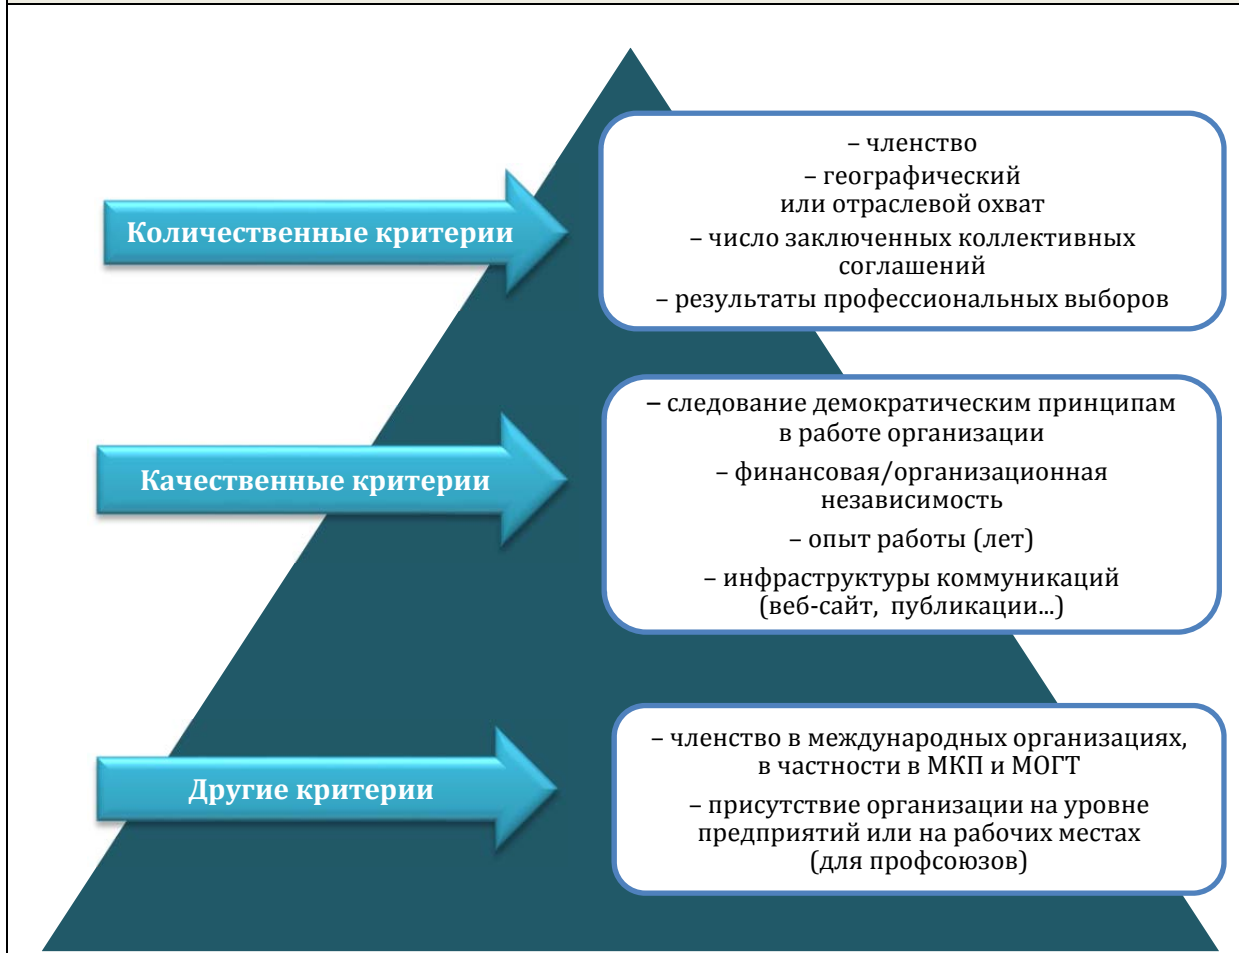 Количественные критерии
– членство
– географический
или отраслевой охват
– число заключенных коллективных
соглашений
– результаты профессиональных выборов
Качественные критерии
– следование демократическим принципам
в работе организации
– финансовая/организационная
независимость
– опыт работы (лет)
– инфраструктуры коммуникаций
(веб-сайт, публикации...)
Другие критерии
– членство в международных организациях,
в частности в МКП и МОГТ
– присутствие организации на уровне
предприятий или на рабочих местах
(для профсоюзов)